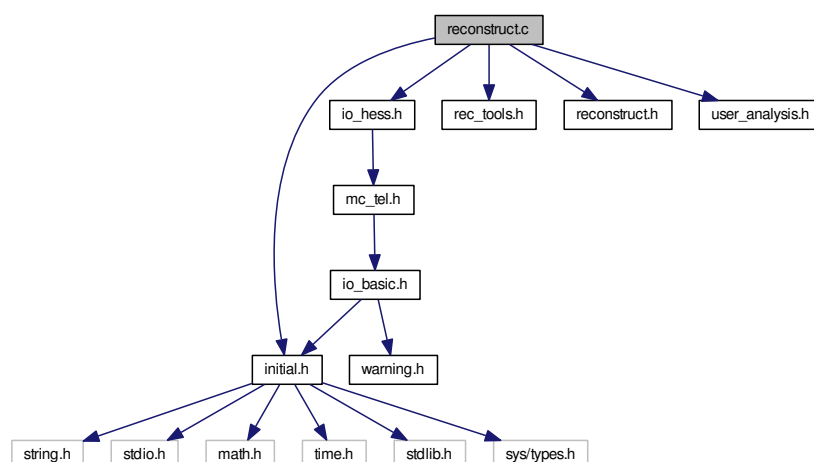 reconstruct.c
io_hess.h
rec_tools.h
reconstruct.h
user_analysis.h
mc_tel.h
io_basic.h
initial.h
warning.h
string.h
stdio.h
math.h
time.h
stdlib.h
sys/types.h